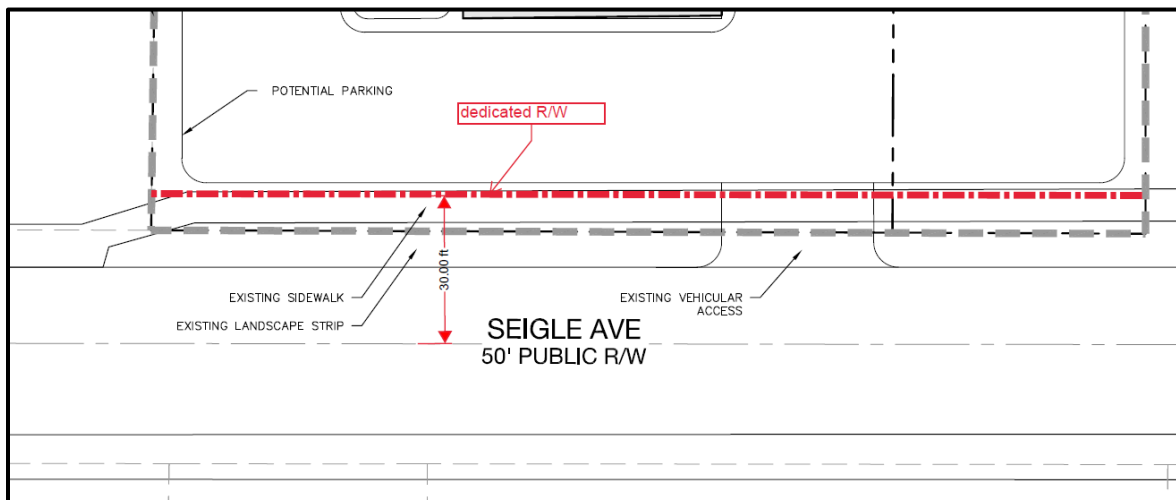 POTENTIAL PARKING
dedicated R/W
30.00 ft
EXISTING SIDEWALK
EXISTING LANDSCAPE STRIP
EXISTING VEHICULAR
ACCESS
SEIGLE AVE
50' PUBLIC R/W